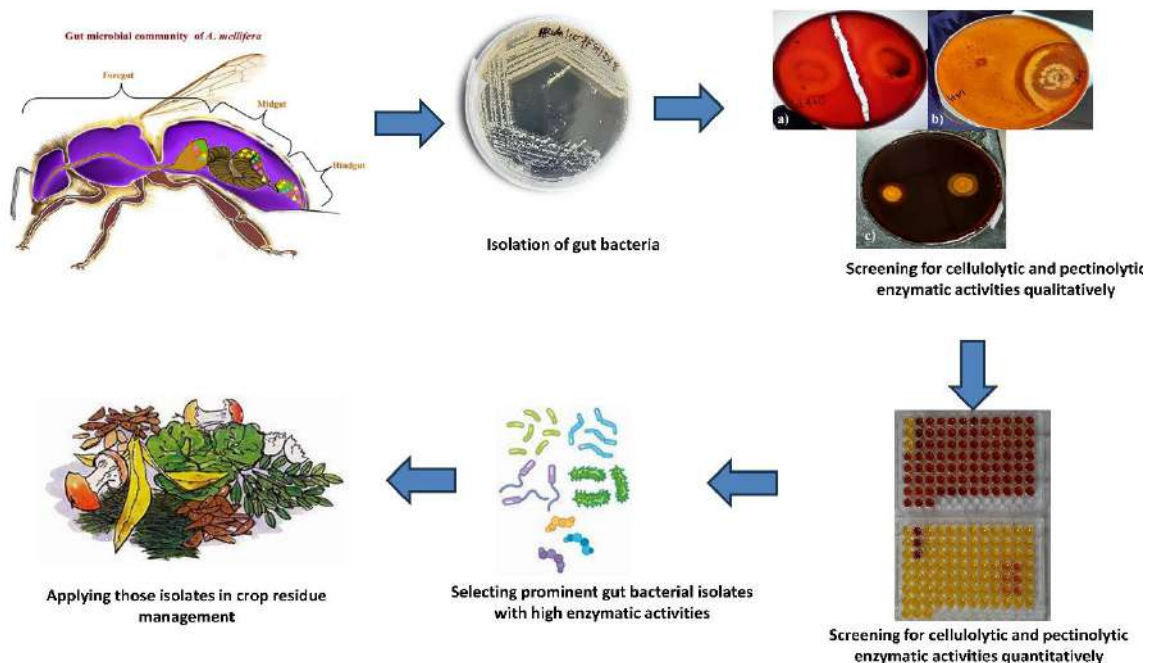 Gut microbial community of A. mellifera
Foregut
Midgut
Hindgut
a)
b)
c)
Isolation of gut bacteria
Screening for cellulolytic and pectinolytic
enzymatic activities qualitatively
Applying those isolates in crop residue
management
Selecting prominent gut bacterial isolates
with high enzymatic activities
Screening for cellulolytic and pectinolytic
enzymatic activities quantitatively